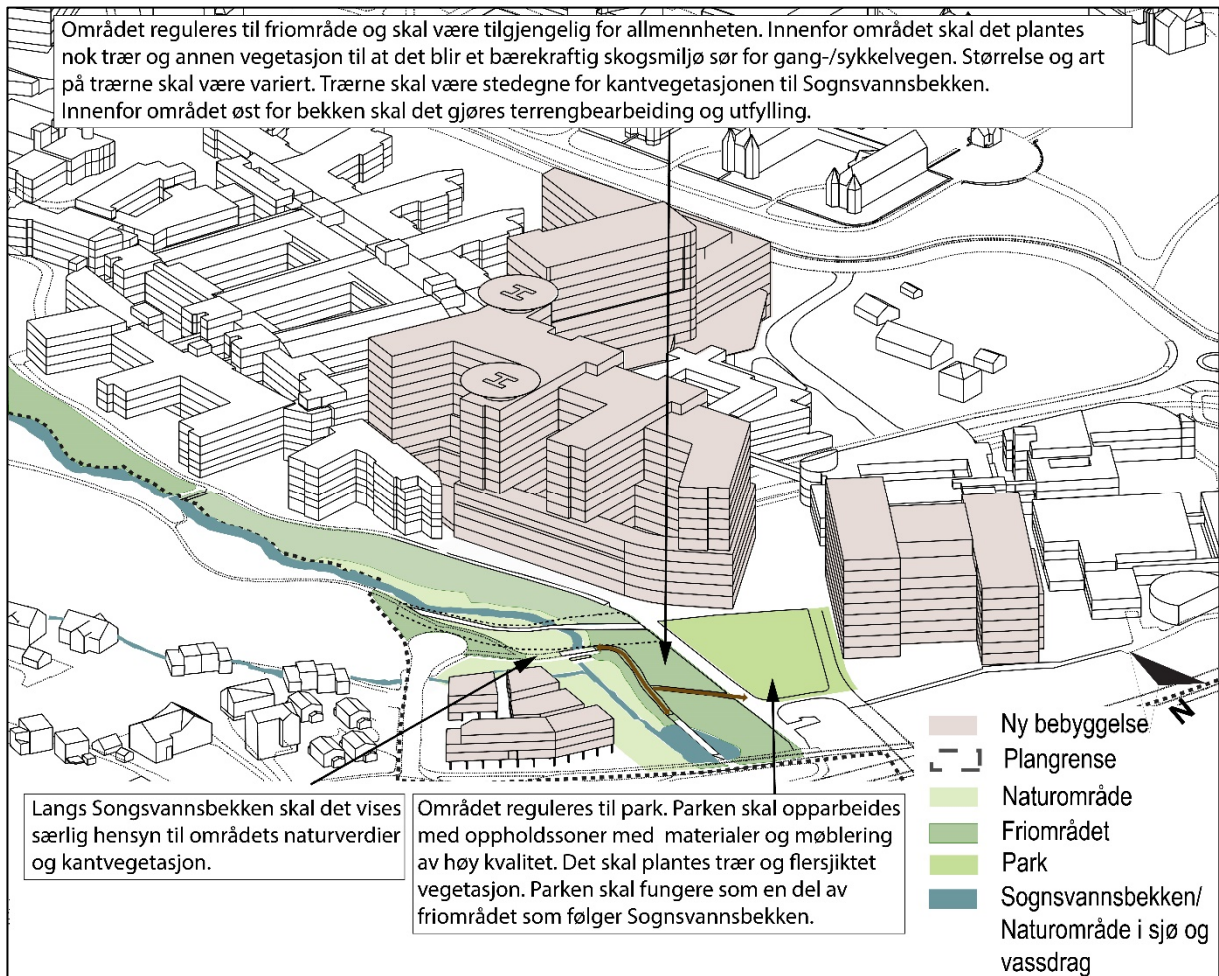 Området reguleres til friområde og skal være tilgjengelig for allmennheten. Innenfor området skal det plantes
nok trær og annen vegetasjon til at det blir et bærekraftig skogsmiljø sør for gang-/sykkelvegen. Størrelse og art
på trærne skal være variert. Trærne skal være stedegne for kantvegetasjonen til Sognsvannsbekken.
Innenfor området øst for bekken skal det gjøres terrengbearbeiding og utfylling.
H
H
N
Langs Songsvannsbekken skal det vises
særlig hensyn til områdets naturverdier
og kantvegetasjon.
Området reguleres til park. Parken skal opparbeides
med oppholdssoner med materialer og møblering
av høy kvalitet. Det skal plantes trær og flersjiktet
vegetasjon. Parken skal fungere som en del av
friområdet som følger Sognsvannsbekken.
Ny bebyggelse
Plangrense
Naturområde
Friområdet
Park
Sognsvannsbekken/
Naturområde i sjø og
vassdrag